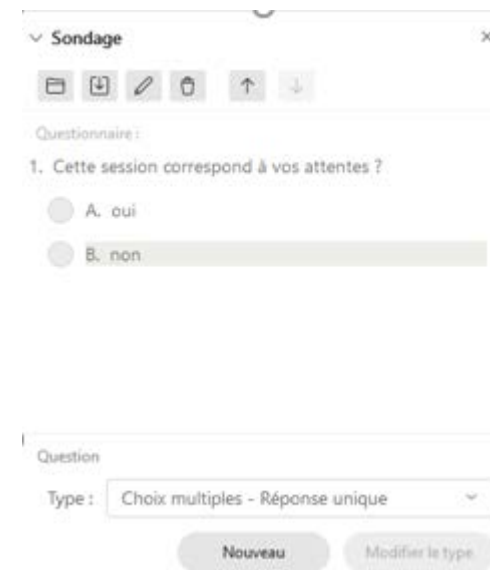 Sondage
Questionnaire :
1. Cette session correspond à vos attentes ?
A. oui
B. non
Question
Type : Choix multiples - Réponse unique
Nouveau Modifier le type